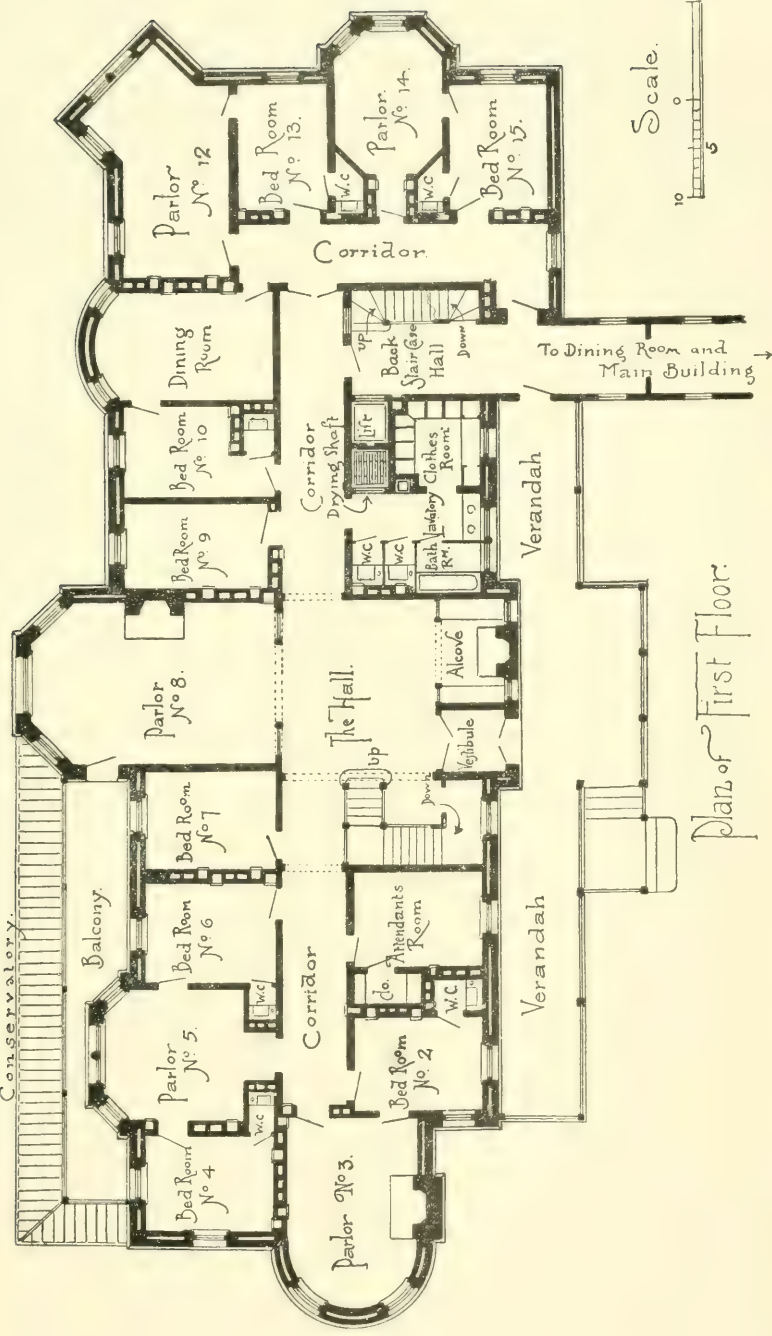 Conservatory.
Balcony.
Bed Room
Nº 4
W.C
Parlor
Nº 5.
W.C
Bed Room
Nº 6
Bed Room
Nº 7
Parlor
Nº 8.
Bed Room
Nº 9
Bed Room
Nº 10
Dining
Room
Parlor
Nº 12
Bed Room
Nº 13.
W.C
Parlor.
Nº 14.
W.C
Bed Room
Nº 15.
Corridor.
Parlor Nº 3.
Corridor
Bed Room
Nº 2
W.C
Clo.
Attendants
Room
up
Down
The Hall.
Vestibule
Alcove
Corridor
Drying Shaft
Lift
W.C
W.C
Bath
Rm.
Lavatory
Clothes
Room
UP
Back
Stair Case
Hall
Down
To Dining Room and
Main Building
Verandah
Verandah
Plan of First Floor.
Scale.
10
5
0